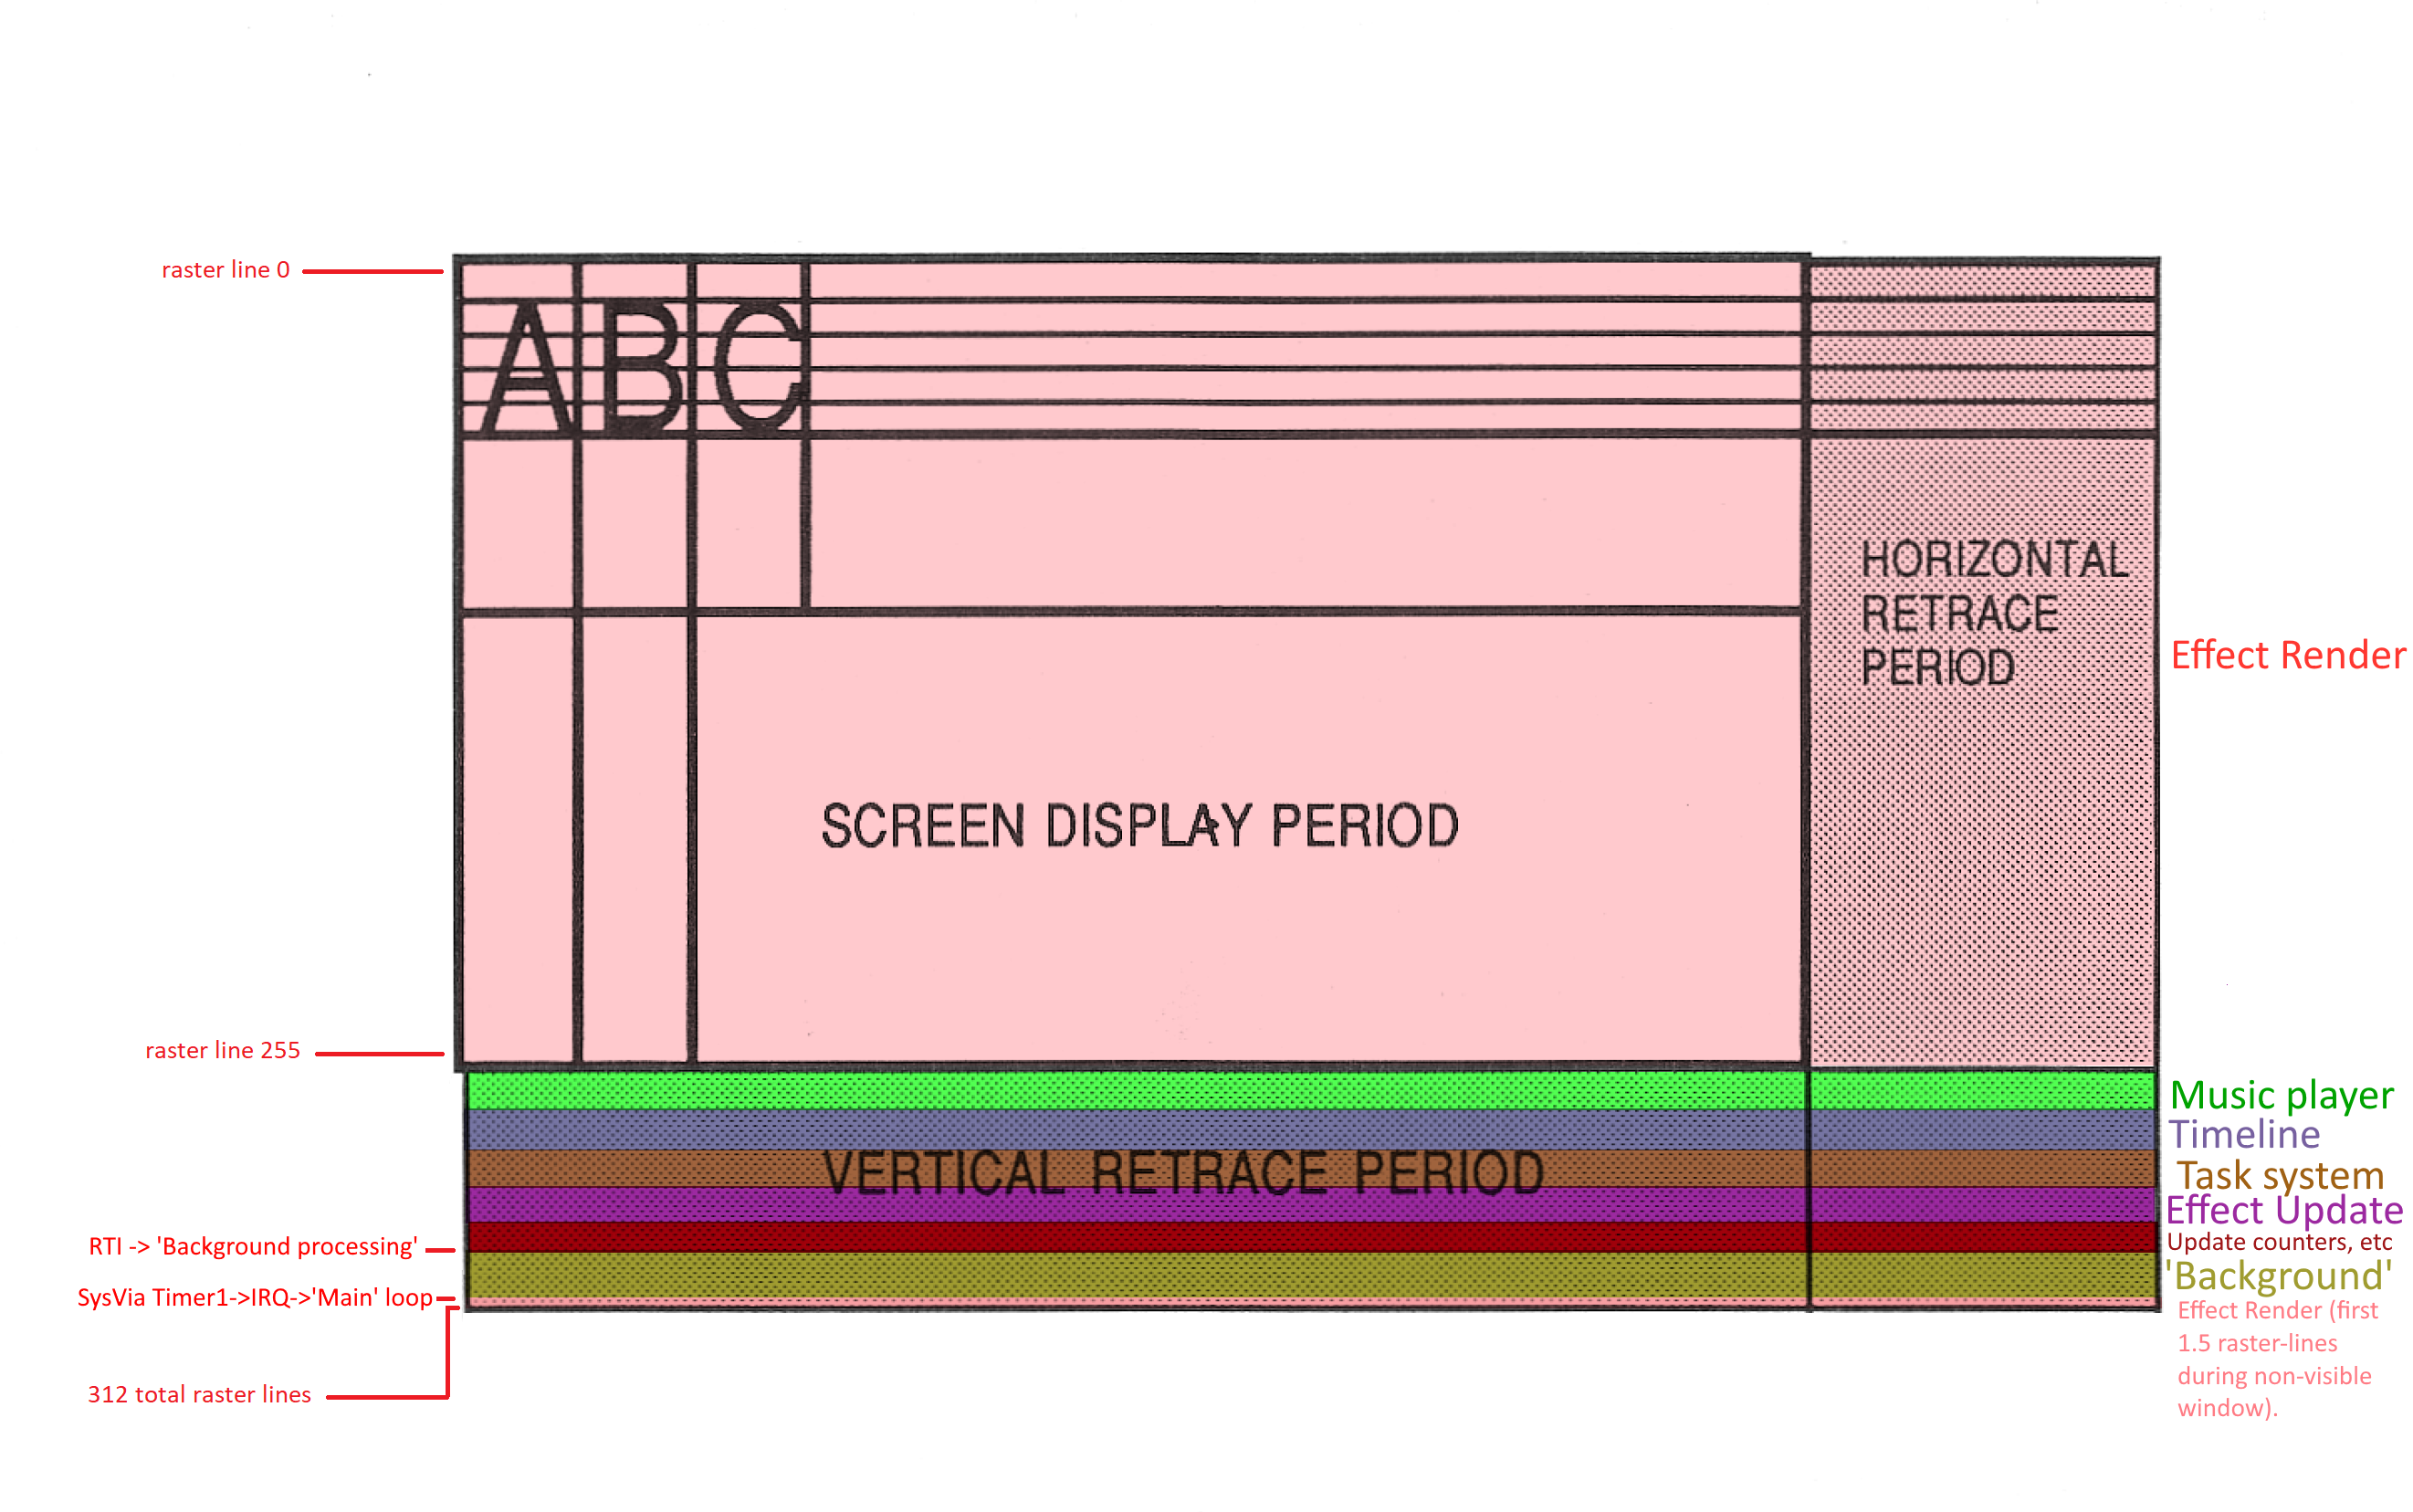 raster line 0
ABC
HORIZONTAL
RETRACE
PERIOD
Effect Render
SCREEN DISPLAY PERIOD
raster line 255
Music player
Timeline
VERTICAL RETRACE PERIOD
Task system
Effect Update
RTI -> 'Background processing'
Update counters, etc
'Background'
SysVia Timer1->IRQ->'Main' loop
Effect Render (first
1.5 raster-lines
during non-visible
window).
312 total raster lines